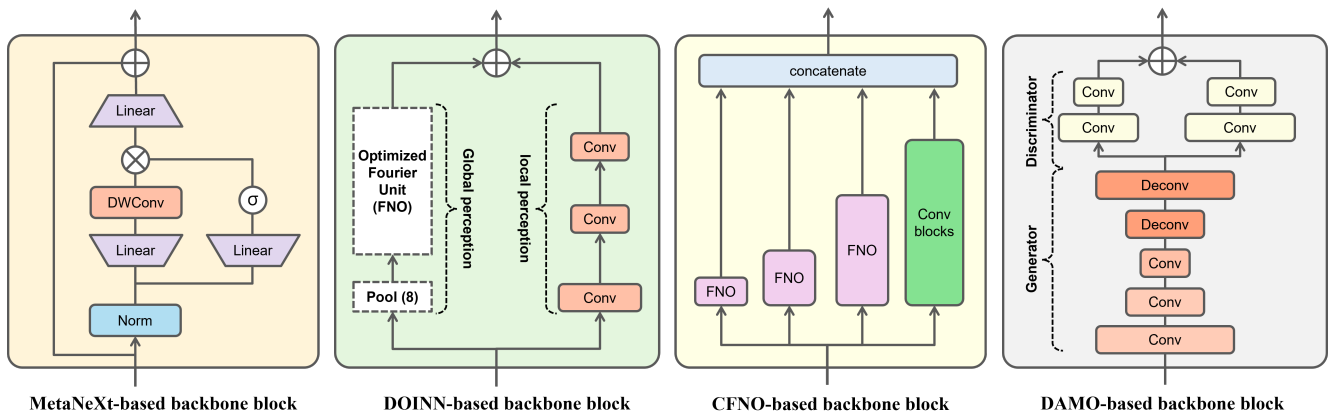 Linear
DWConv
σ
Linear
Linear
Norm
MetaNeXt-based backbone block
Optimized
Fourier
Unit
(FNO)
Pool (8)
Global perception
local perception
Conv
Conv
Conv
DOINN-based backbone block
concatenate
FNO
FNO
FNO
Conv
blocks
CFNO-based backbone block
Discriminator
Conv
Conv
Conv
Conv
Generator
Deconv
Deconv
Conv
Conv
Conv
DAMO-based backbone block